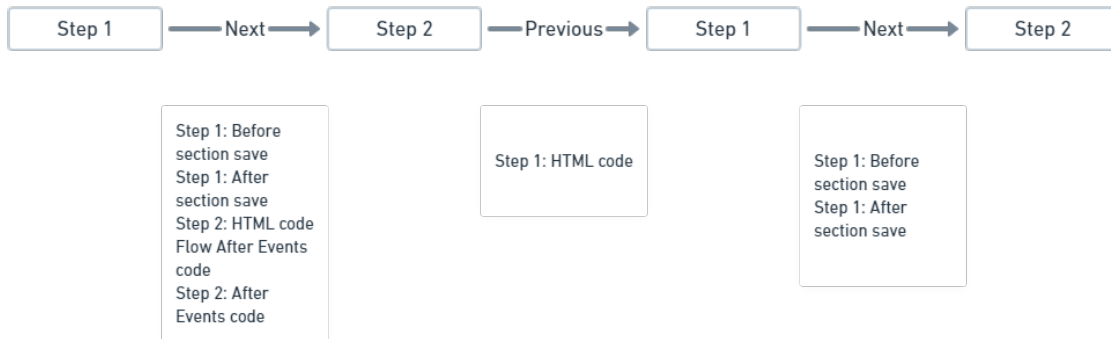 Step 1 Next Step 2 Previous Step 1 Next Step 2
Step 1: Before
section save
Step 1: After
section save
Step 2: HTML code
Flow After Events
code
Step 2: After
Events code
Step 1: HTML code
Step 1: Before
section save
Step 1: After
section save